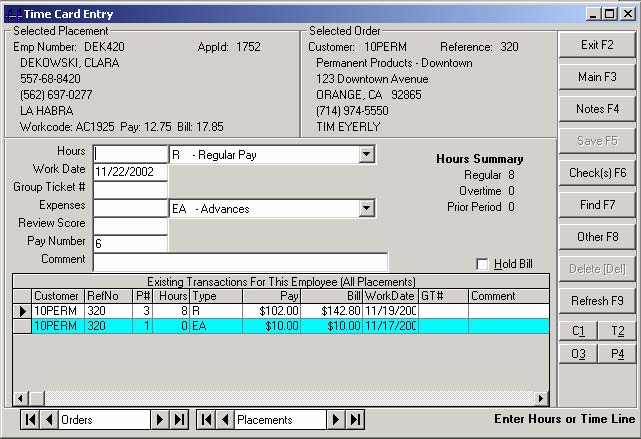 Time Card Entry
Selected Placement
Emp Number: DEK420 AppId: 1752
DEKOWSKI, CLARA
557-68-8420
(562) 697-0277
LA HABRA
Workcode: AC1925 Pay: 12.75 Bill: 17.85
Selected Order
Customer: 10PERM Reference: 320
Permanent Products - Downtown
123 Downtown Avenue
ORANGE, CA 92865
(714) 974-5550
TIM EYERLY
Hours R - Regular Pay
Work Date 11/22/2002
Group Ticket #
Expenses EA - Advances
Review Score
Pay Number 6
Comment
Hours Summary
Regular 8
Overtime 0
Prior Period 0
Hold Bill
Existing Transactions For This Employee (All Placements)
Customer RefNo P# Hours Type Pay Bill WorkDate GT# Comment
10PERM 320 3 8 R $102.00 $142.80 11/19/200
10PERM 320 1 0 EA $10.00 $10.00 11/17/200
Orders Placements
Enter Hours or Time Line
Exit F2
Main F3
Notes F4
Save F5
Check(s) F6
Find F7
Other F8
Delete [Del]
Refresh F9
C1 T2
O3 P4